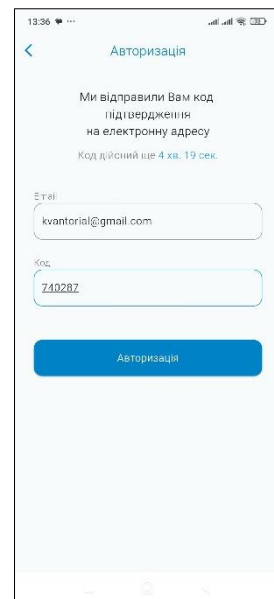 13:36
Авторизація
Ми відправили Вам код
підтвердження
на електронну адресу
Код дійсний ще 4 хв. 19 сек.
Email
kvantorial@gmail.com
Код
740287
Авторизація